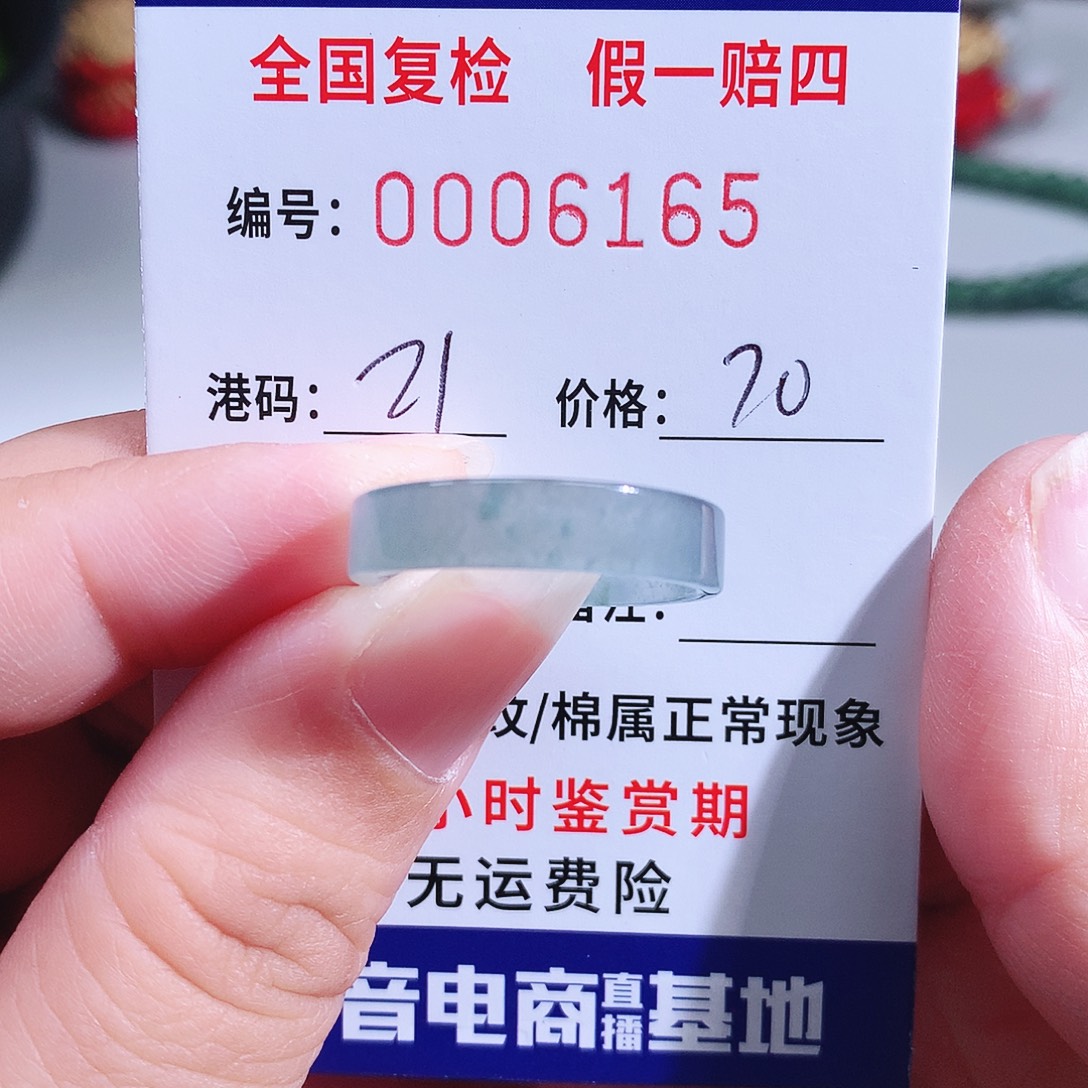 全国复检 假一赔四
编号：0006165
港码：21 价格：70
注：
纹/棉属正常现象
小时鉴赏期
无运费险
音电商直播基地